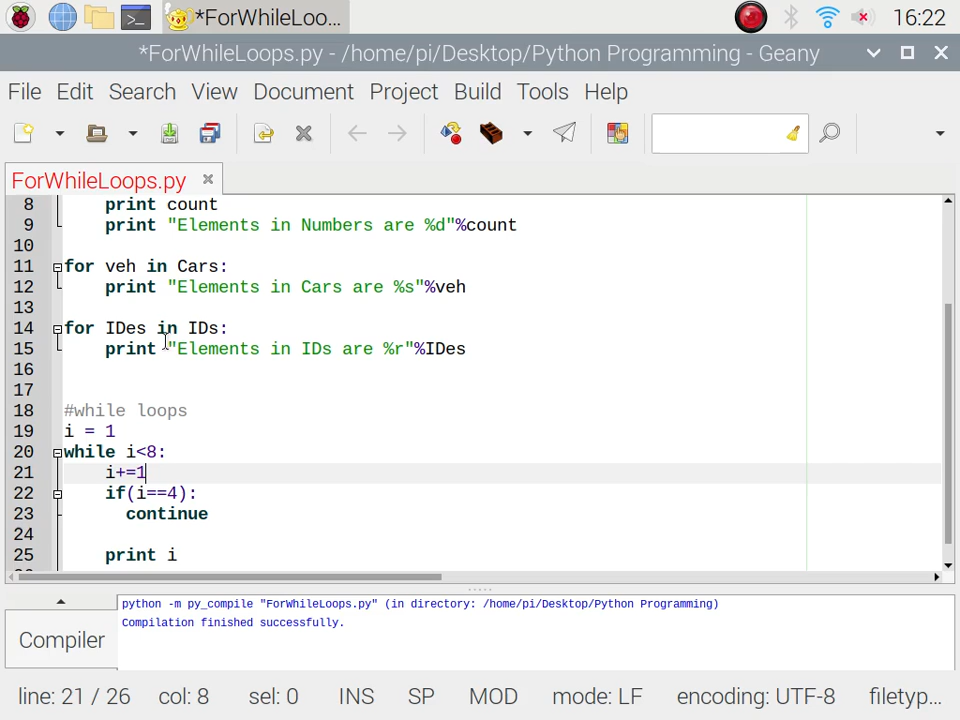 *ForWhileLoo...
16:22
*ForWhileLoops.py - /home/pi/Desktop/Python Programming - Geany
File Edit Search View Document Project Build Tools Help
ForWhileLoops.py
8 print count
9 print "Elements in Numbers are %d"%count
10
11 for veh in Cars:
12 print "Elements in Cars are %s"%veh
13
14 for IDes in IDs:
15 print "Elements in IDs are %r"%IDes
16
17
18 #while loops
19 i = 1
20 while i<8:
21 i+=1
22 if(i==4):
23 continue
24
25 print i
python -m py_compile "ForWhileLoops.py" (in directory: /home/pi/Desktop/Python Programming)
Compilation finished successfully.
Compiler
line: 21 / 26 col: 8 sel: 0 INS SP MOD mode: LF encoding: UTF-8 filetyp...